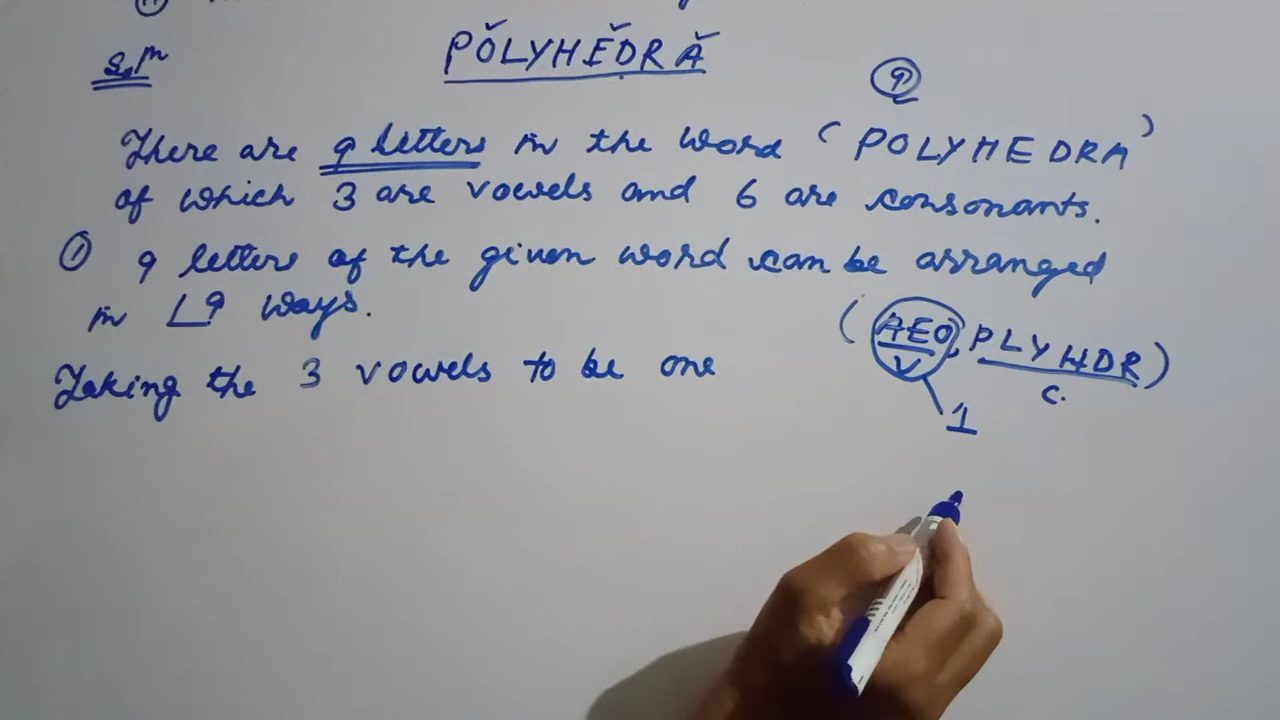 Solⁿ
POLYHEDRA
9
There are 9 letters in the word (POLYHEDRA)
of which 3 are vowels and 6 are consonants.
① 9 letters of the given word can be arranged
in ∟9 ways.
(AEO, PLYHDR)
V C.
Taking the 3 vowels to be one
1